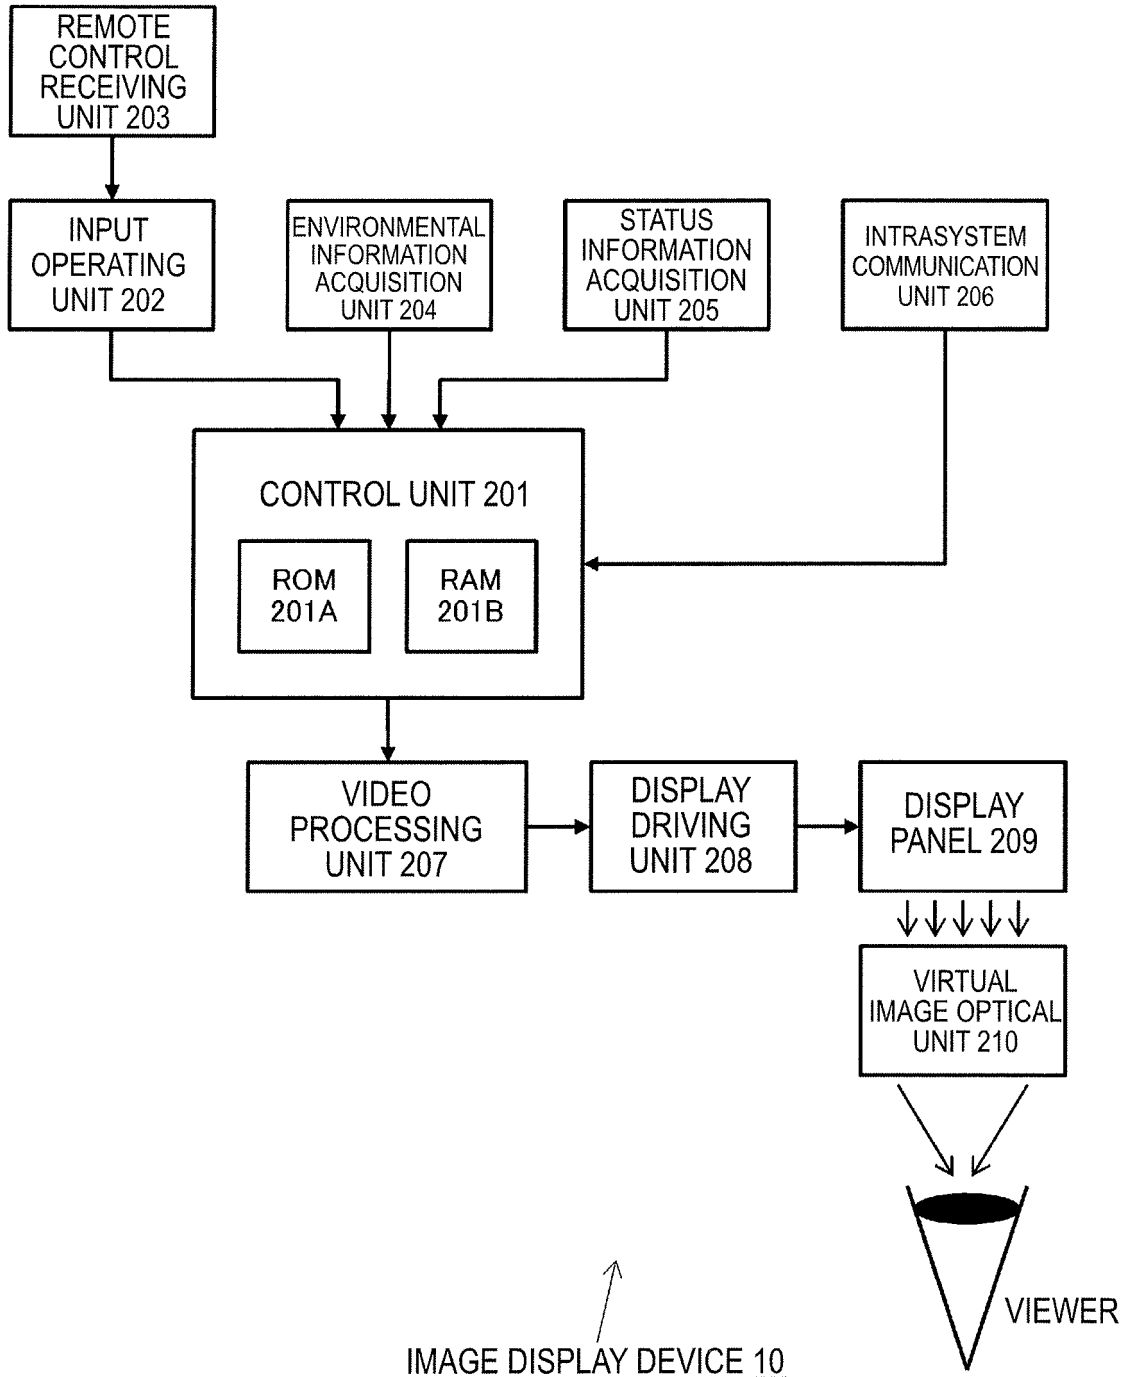 REMOTE
CONTROL
RECEIVING
UNIT 203
INPUT
OPERATING
UNIT 202
ENVIRONMENTAL
INFORMATION
ACQUISITION
UNIT 204
STATUS
INFORMATION
ACQUISITION
UNIT 205
INTRASYSTEM
COMMUNICATION
UNIT 206
CONTROL UNIT 201
ROM
201A
RAM
201B
VIDEO
PROCESSING
UNIT 207
DISPLAY
DRIVING
UNIT 208
DISPLAY
PANEL 209
VIRTUAL
IMAGE OPTICAL
UNIT 210
VIEWER
IMAGE DISPLAY DEVICE 10